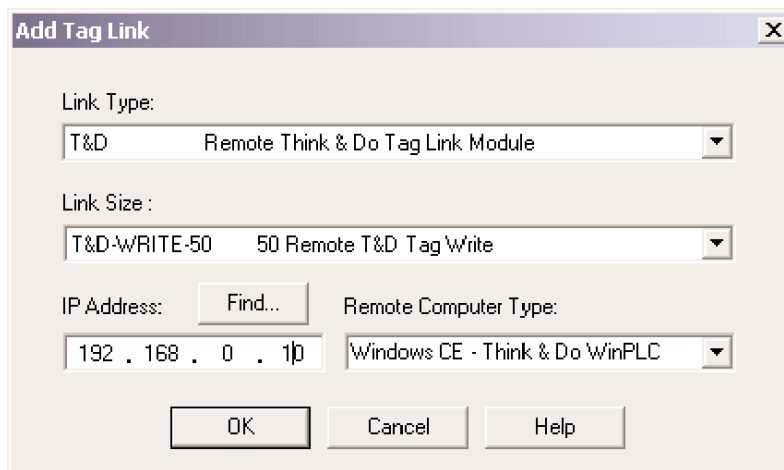 Add Tag Link
Link Type:
T&D Remote Think & Do Tag Link Module
Link Size :
T&D-WRITE-50 50 Remote T&D Tag Write
IP Address: Find... Remote Computer Type:
192 . 168 . 0 . 10 Windows CE - Think & Do WinPLC
OK Cancel Help